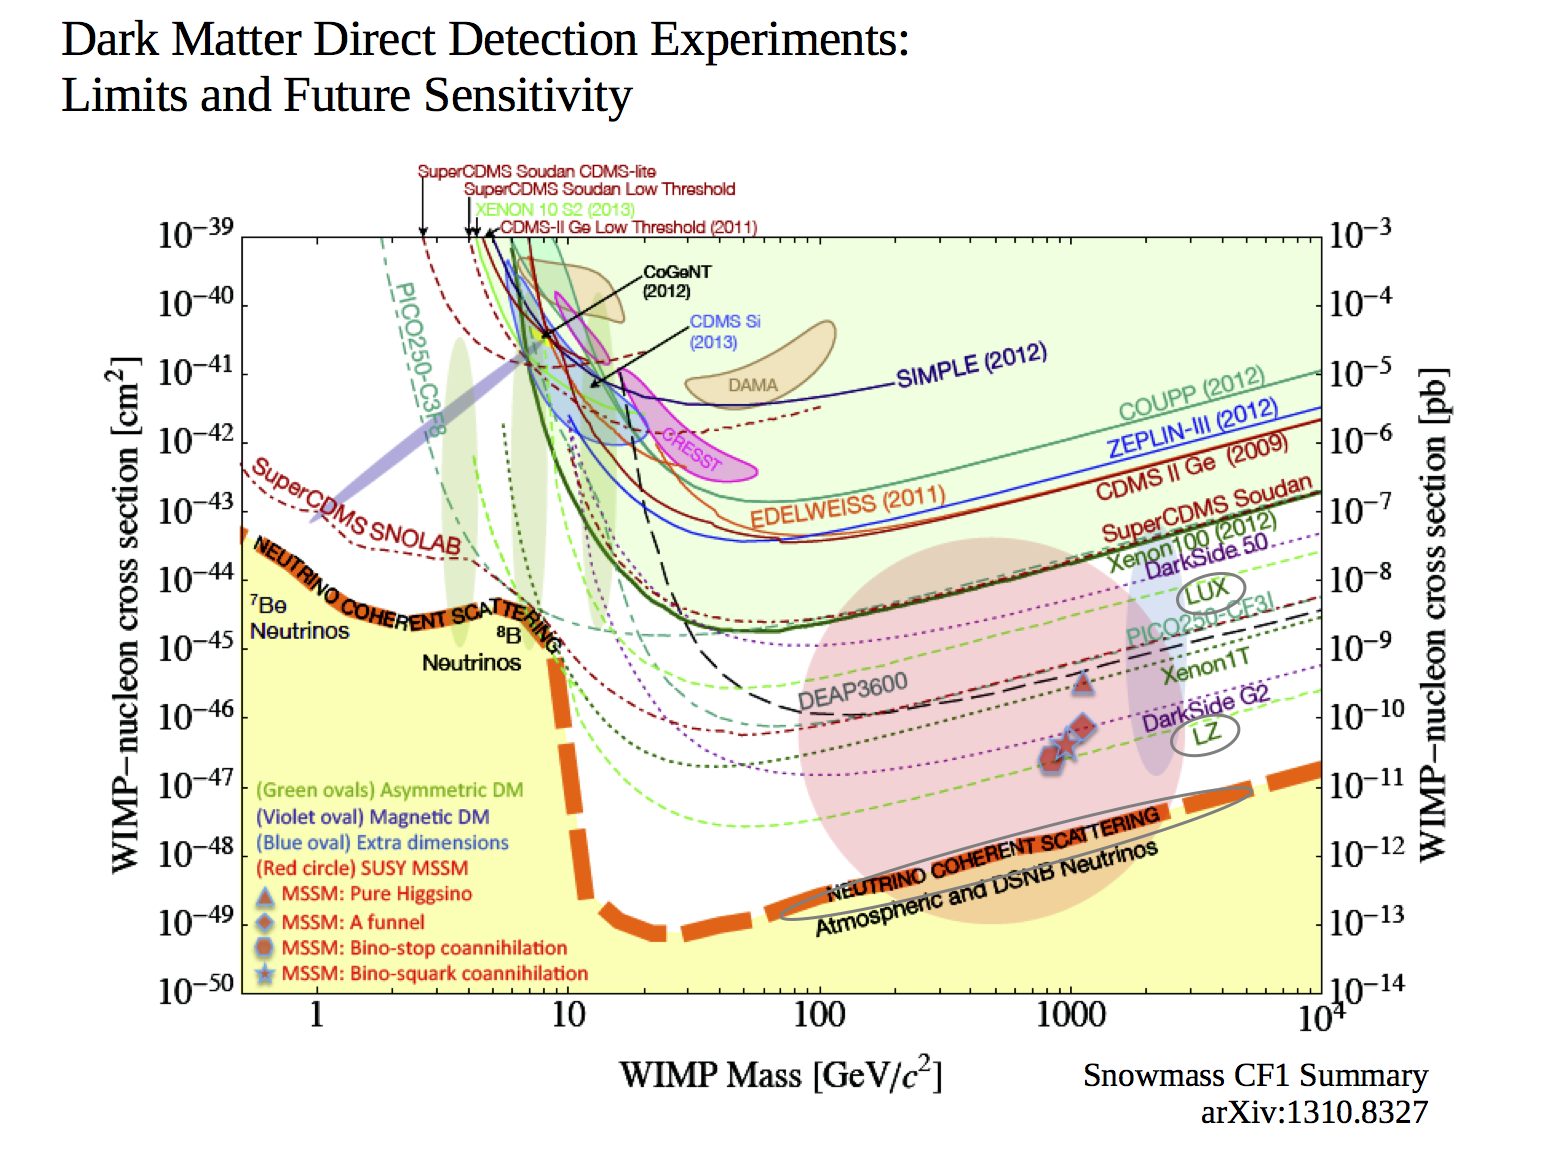 Dark Matter Direct Detection Experiments:
Limits and Future Sensitivity
SuperCDMS Soudan CDMS-lite
SuperCDMS Soudan Low Threshold
XENON 10 S2 (2013)
CDMS-II Ge Low Threshold (2011)
10−39
10−40
10−41
10−42
10−43
10−44
10−45
10−46
10−47
10−48
10−49
10−50
WIMP−nucleon cross section [cm2]
10−3
10−4
10−5
10−6
10−7
10−8
10−9
10−10
10−11
10−12
10−13
10−14
WIMP−nucleon cross section [pb]
PICO250-C3F8
CoGeNT
(2012)
CDMS Si
(2013)
DAMA
CRESST
SIMPLE (2012)
COUPP (2012)
ZEPLIN-III (2012)
CDMS II Ge (2009)
EDELWEISS (2011)
SuperCDMS Soudan
Xenon100 (2012)
DarkSide 50
LUX
PICO250-CF3I
Xenon1T
DarkSide G2
LZ
DEAP3600
SuperCDMS SNOLAB
NEUTRINO COHERENT SCATTERING
7Be
Neutrinos
8B
Neutrinos
NEUTRINO COHERENT SCATTERING
Atmospheric and DSNB Neutrinos
(Green ovals) Asymmetric DM
(Violet oval) Magnetic DM
(Blue oval) Extra dimensions
(Red circle) SUSY MSSM
MSSM: Pure Higgsino
MSSM: A funnel
MSSM: Bino-stop coannihilation
MSSM: Bino-squark coannihilation
1 10 100 1000 104
WIMP Mass [GeV/c2]
Snowmass CF1 Summary
arXiv:1310.8327